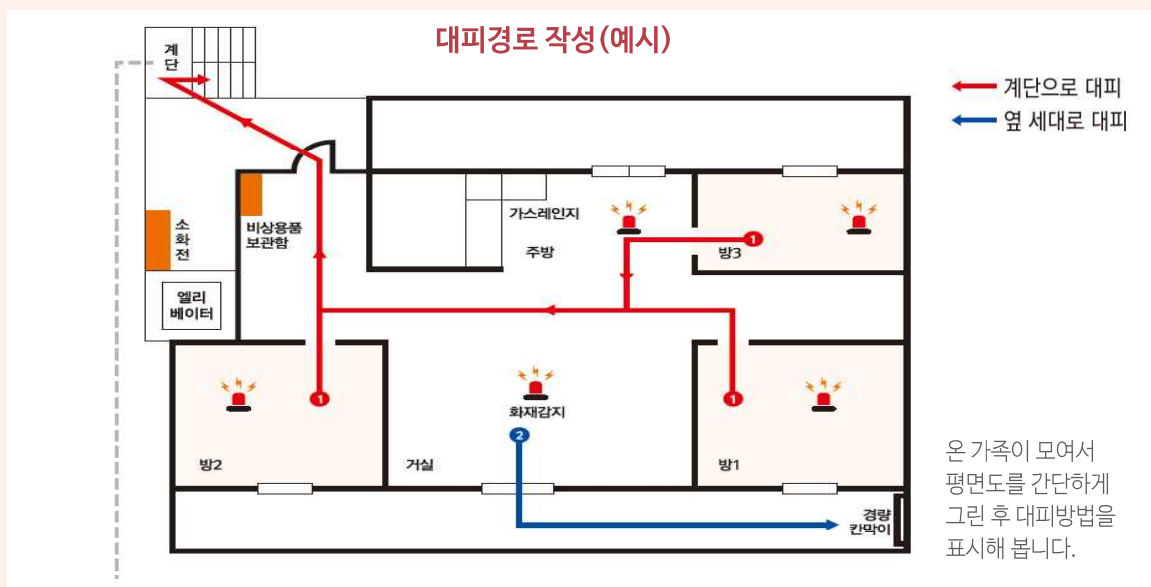 대피경로 작성(예시)
계
단
계단으로 대피
옆 세대로 대피
소
화
전
비상용품
보관함
가스레인지
주방
방3
1
엘리
베이터
1
1
화재감지
2
방2
거실
방1
경량
칸막이
온 가족이 모여서
평면도를 간단하게
그린 후 대피방법을
표시해 봅니다.